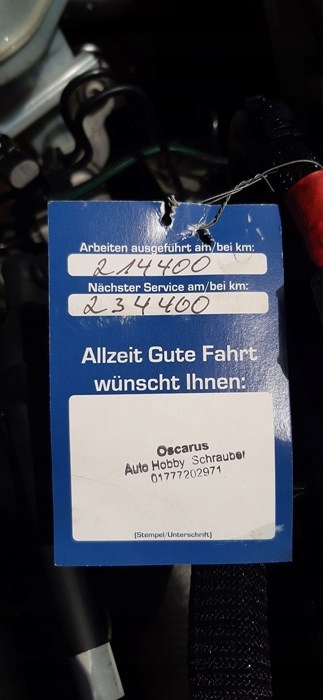 Arbeiten ausgeführt am/bei km:
214400
Nächster Service am/bei km:
234400
Allzeit Gute Fahrt
wünscht Ihnen:
Oscarus
Auto Hobby Schrauber
01777202971
(Stempel/Unterschrift)